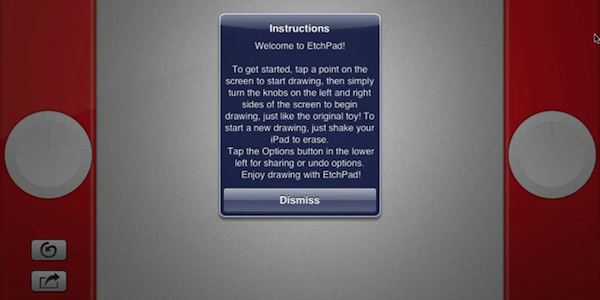 Instructions
Welcome to EtchPad!
To get started, tap a point on the
screen to start drawing, then simply
turn the knobs on the left and right
sides of the screen to begin
drawing, just like the original toy! To
start a new drawing, just shake your
iPad to erase.
Tap the Options button in the lower
left for sharing or undo options.
Enjoy drawing with EtchPad!
Dismiss